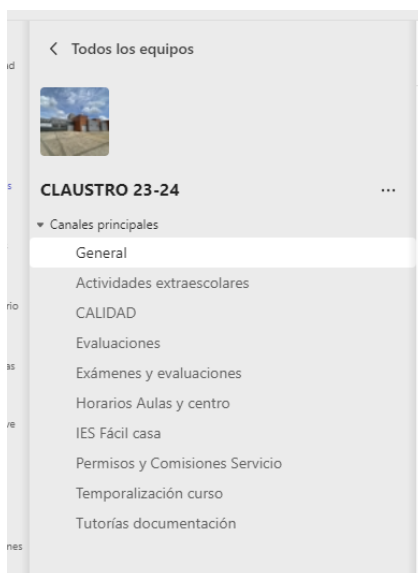 Todos los equipos
CLAUSTRO 23-24
...
Canales principales
General
Actividades extraescolares
CALIDAD
Evaluaciones
Exámenes y evaluaciones
Horarios Aulas y centro
IES Fácil casa
Permisos y Comisiones Servicio
Temporalización curso
Tutorías documentación